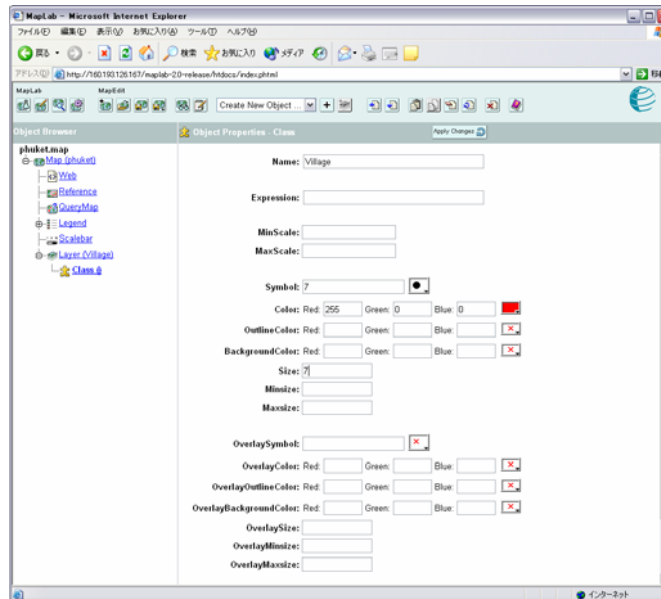 MapLab - Microsoft Internet Explorer
ファイル(F) 編集(E) 表示(V) お気に入り(A) ツール(T) ヘルプ(H)
戻る 検索 お気に入り メディア
アドレス(D) http://160.193.126.167/maplab-2.0-release/htdocs/index.phtml 移動
MapLab MapEdit
Create New Object ...
Object Browser
Object Properties - Class Apply Changes
phuket.map
Map (phuket)
Web
Reference
QueryMap
Legend
Scalebar
Layer (Village)
Class 0
Name: Village
Expression:
MinScale:
MaxScale:
Symbol: 7
Color: Red: 255 Green: 0 Blue: 0
OutlineColor: Red: Green: Blue:
BackgroundColor: Red: Green: Blue:
Size: 7
Minsize:
Maxsize:
OverlaySymbol:
OverlayColor: Red: Green: Blue:
OverlayOutlineColor: Red: Green: Blue:
OverlayBackgroundColor: Red: Green: Blue:
OverlaySize:
OverlayMinsize:
OverlayMaxsize:
インターネット